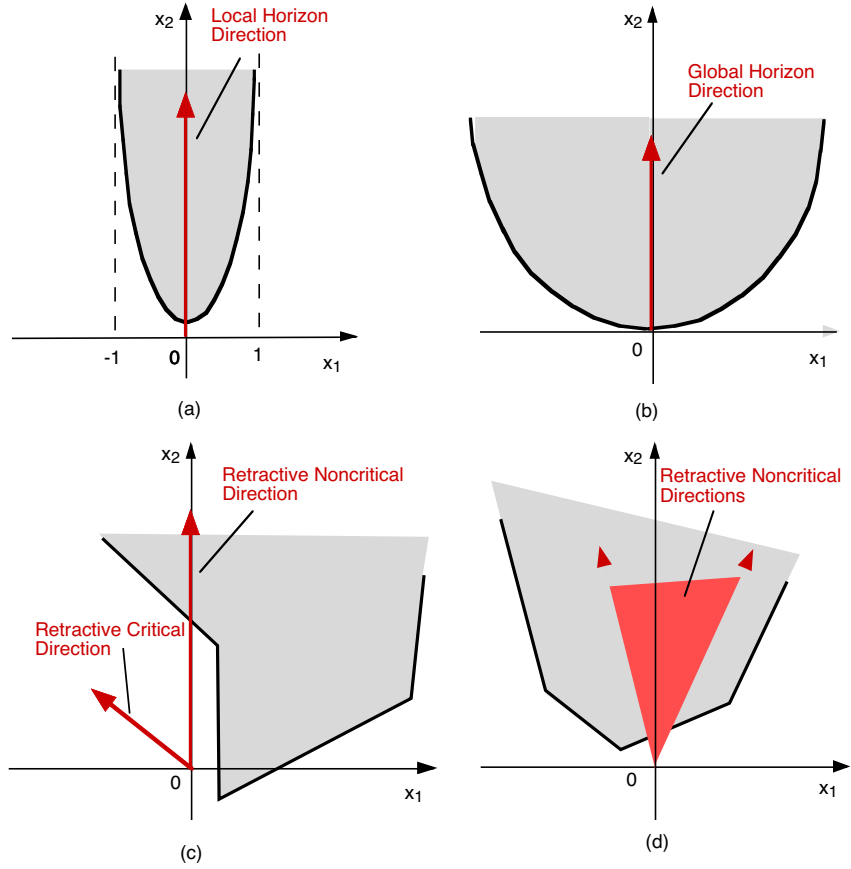 x2
Local Horizon
Direction
-1
0
1
x1
(a)
x2
Global Horizon
Direction
0
x1
(b)
x2
Retractive Noncritical
Direction
Retractive Critical
Direction
0
x1
(c)
x2
Retractive Noncritical
Directions
0
x1
(d)